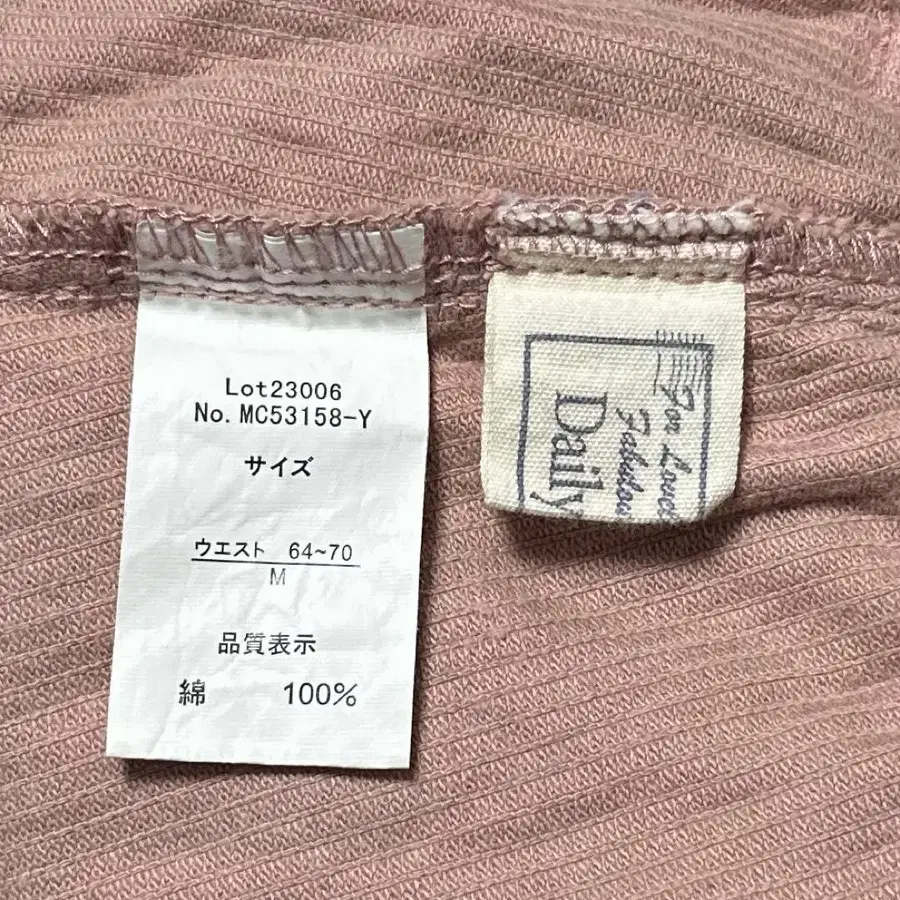 Lot23006
No. MC53158-Y
サイズ
ウエスト 64~70
M
品質表示
綿 100%
For
Daily